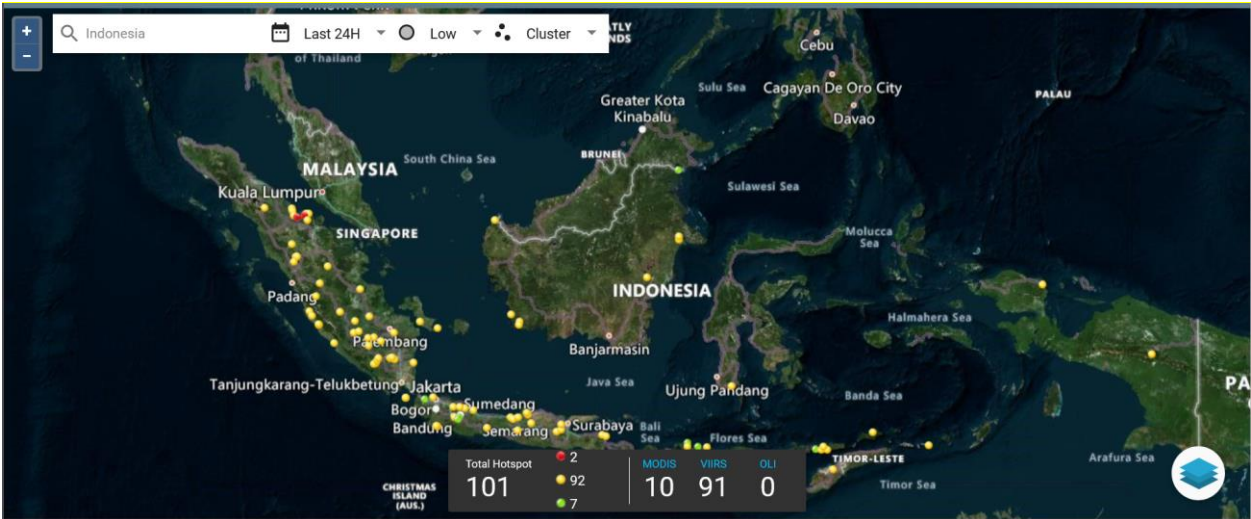 +
−
Indonesia
Last 24H
Low
Cluster
of Thailand
Cebu
Sulu Sea
Cagayan De Oro City
PALAU
Greater Kota
Kinabalu
Davao
BRUNEI
South China Sea
MALAYSIA
Kuala Lumpur
Sulawesi Sea
SINGAPORE
Molucca
Sea
INDONESIA
Padang
Halmahera Sea
Palembang
Banjarmasin
Tanjungkarang-Telukbetung
Jakarta
Java Sea
Ujung Pandang
Banda Sea
PA
Bogor
Sumedang
Bandung
Semarang
Surabaya
Bali
Sea
Flores Sea
TIMOR-LESTE
Arafura Sea
Timor Sea
CHRISTMAS
ISLAND
(AUS.)
Total Hotspot
101
2
92
7
MODIS
10
VIIRS
91
OLI
0